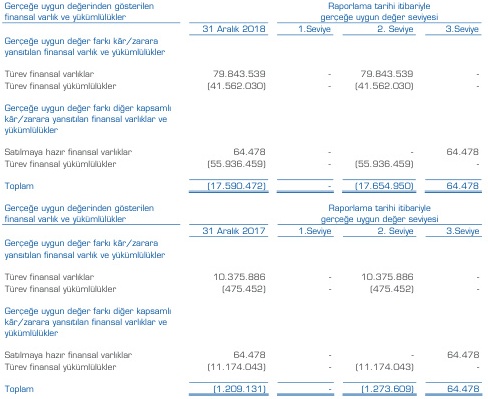 Gerçeğe uygun değerinden gösterilen Raporlama tarihi itibariyle
finansal varlık ve yükümlülükler gerçeğe uygun değer seviyesi
31 Aralık 2018 1.Seviye 2. Seviye 3.Seviye
Gerçeğe uygun değer farkı kâr/zarara
yansıtılan finansal varlık ve yükümlülükler
Türev finansal varlıklar 79.843.539 - 79.843.539 -
Türev finansal yükümlülükler (41.562.030) - (41.562.030) -
Gerçeğe uygun değer farkı diğer kapsamlı
kâr/zarara yansıtılan finansal varlıklar ve
yükümlülükler
Satılmaya hazır finansal varlıklar 64.478 - - 64.478
Türev finansal yükümlülükler (55.936.459) - (55.936.459) -
Toplam (17.590.472) - (17.654.950) 64.478
Gerçeğe uygun değerinden gösterilen Raporlama tarihi itibariyle
finansal varlık ve yükümlülükler gerçeğe uygun değer seviyesi
31 Aralık 2017 1.Seviye 2. Seviye 3.Seviye
Gerçeğe uygun değer farkı kâr/zarara
yansıtılan finansal varlık ve yükümlülükler
Türev finansal varlıklar 10.375.886 - 10.375.886 -
Türev finansal yükümlülükler (475.452) - (475.452) -
Gerçeğe uygun değer farkı diğer kapsamlı
kâr/zarara yansıtılan finansal varlıklar ve
yükümlülükler
Satılmaya hazır finansal varlıklar 64.478 - - 64.478
Türev finansal yükümlülükler (11.174.043) - (11.174.043) -
Toplam (1.209.131) - (1.273.609) 64.478